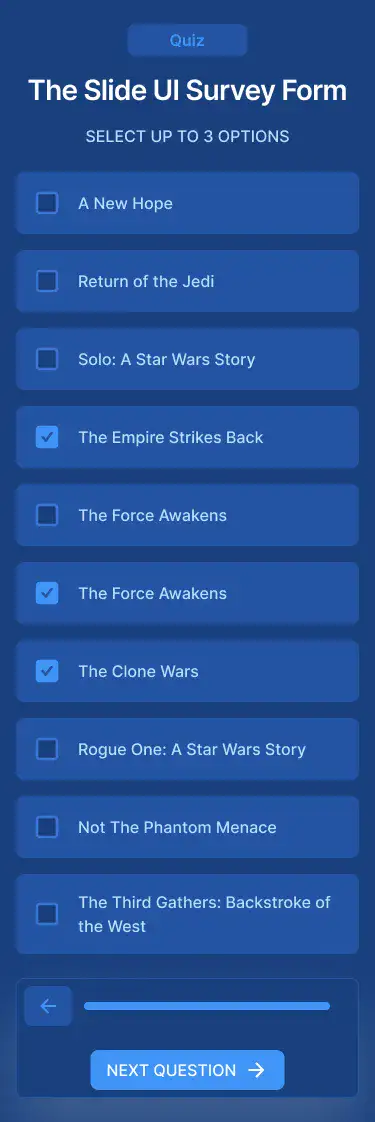 Quiz
The Slide UI Survey Form
SELECT UP TO 3 OPTIONS
A New Hope
Return of the Jedi
Solo: A Star Wars Story
The Empire Strikes Back
The Force Awakens
The Force Awakens
The Clone Wars
Rogue One: A Star Wars Story
Not The Phantom Menace
The Third Gathers: Backstroke of
the West
NEXT QUESTION